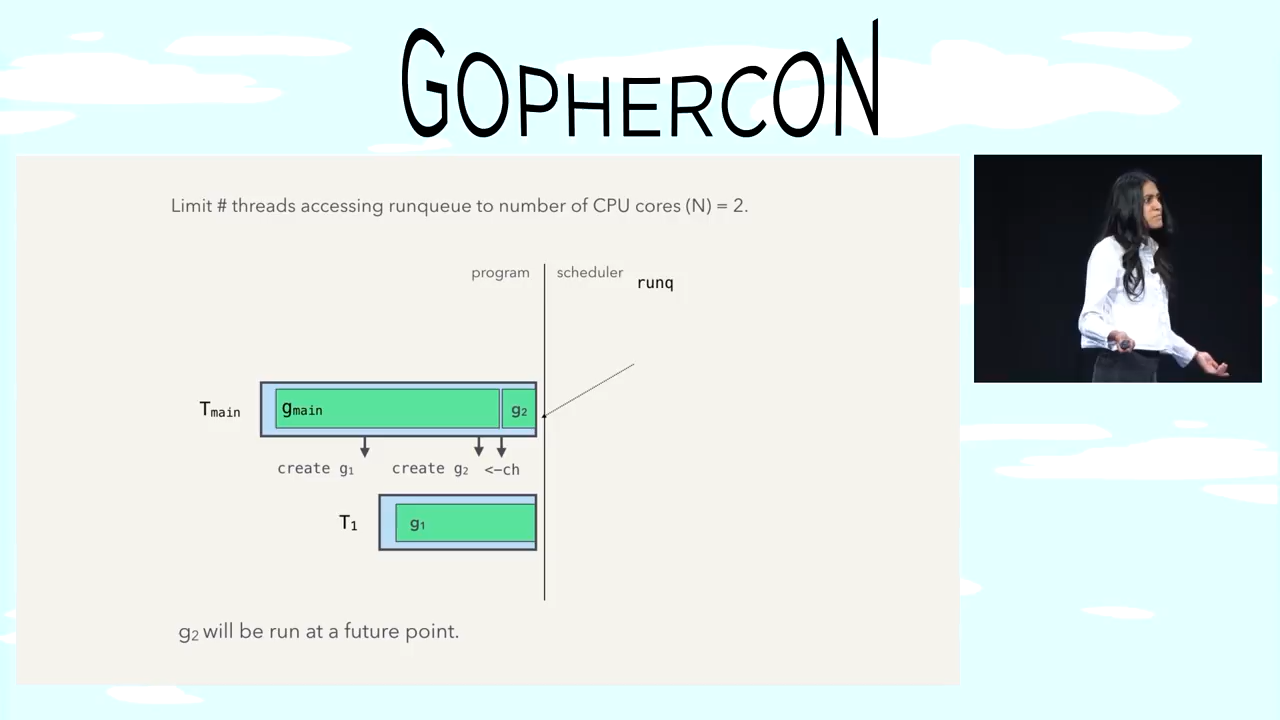 GOPHERCON
Limit # threads accessing runqueue to number of CPU cores (N) = 2.
program
scheduler
runq
Tmain
gmain
g2
create g1
create g2
<-ch
T1
g1
g2 will be run at a future point.